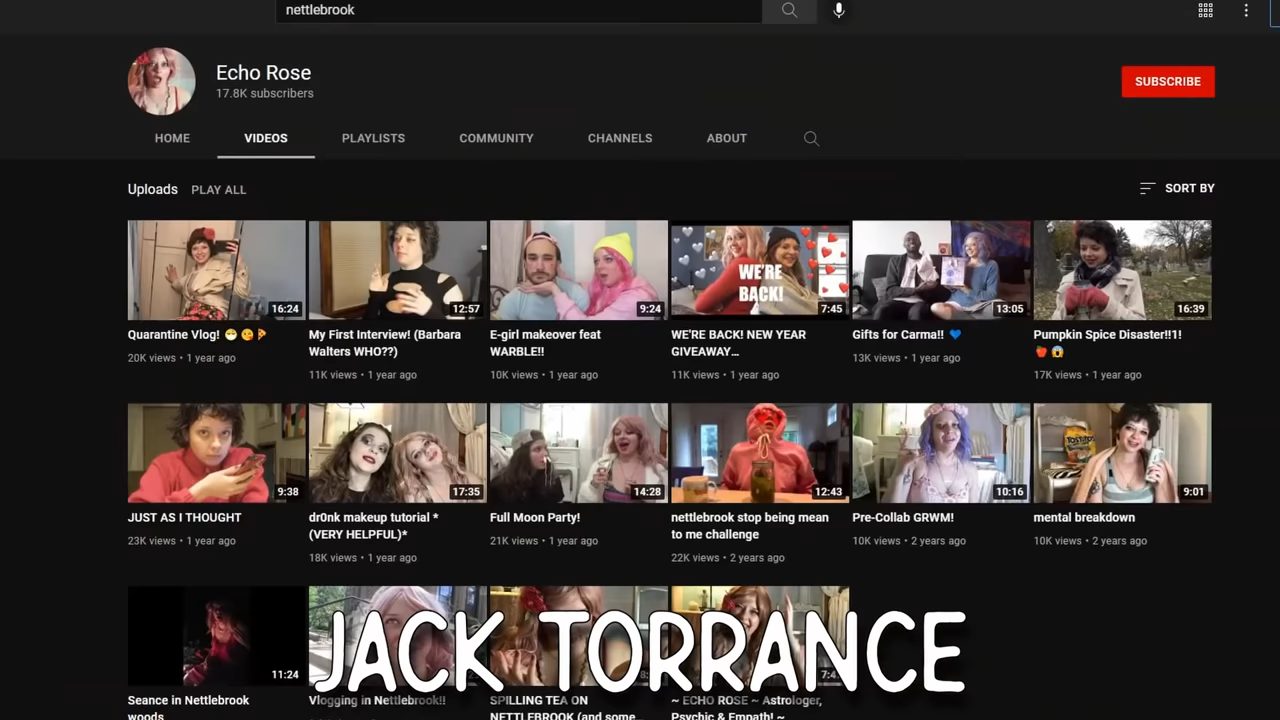 nettlebrook
Echo Rose
17.8K subscribers
SUBSCRIBE
HOME VIDEOS PLAYLISTS COMMUNITY CHANNELS ABOUT
Uploads PLAY ALL SORT BY
WE'RE
BACK!
16:24 12:57 9:24 7:45 13:05 16:39
Quarantine Vlog! 😷😘🍕
20K views • 1 year ago
My First Interview! (Barbara
Walters WHO??)
11K views • 1 year ago
E-girl makeover feat
WARBLE!!
10K views • 1 year ago
WE'RE BACK! NEW YEAR
GIVEAWAY...
11K views • 1 year ago
Gifts for Carma!! 💙
13K views • 1 year ago
Pumpkin Spice Disaster!!1!
🍎😱
17K views • 1 year ago
TOSTITOS
9:38 17:35 14:28 12:43 10:16 9:01
JUST AS I THOUGHT
23K views • 1 year ago
dr0nk makeup tutorial *
(VERY HELPFUL)*
18K views • 1 year ago
Full Moon Party!
21K views • 1 year ago
nettlebrook stop being mean
to me challenge
22K views • 2 years ago
Pre-Collab GRWM!
10K views • 2 years ago
mental breakdown
10K views • 2 years ago
11:24
JACK TORRANCE
Seance in Nettlebrook
woods
Vlogging in Nettlebrook!!
SPILLING TEA ON
NETTLEBROOK (and some...
~ ECHO ROSE ~ Astrologer,
Psychic & Empath! ~